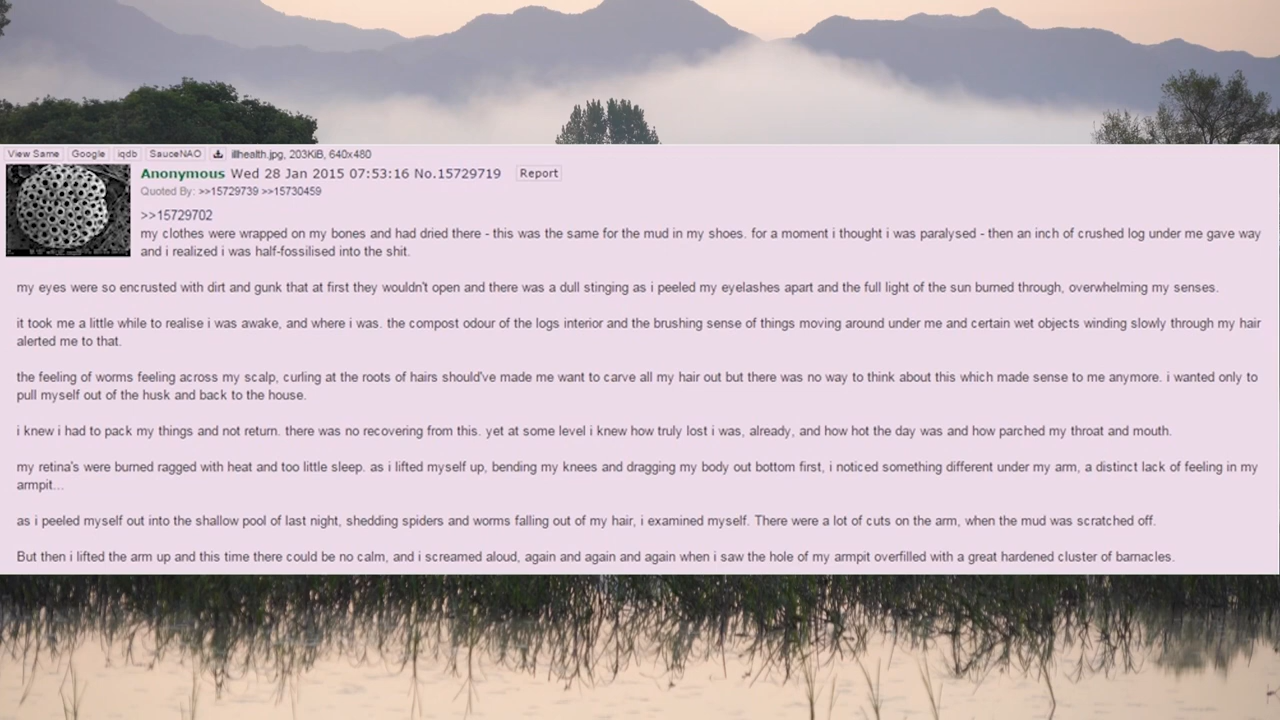 View Same Google iqdb SauceNAO illhealth.jpg, 203KiB, 640x480
Anonymous Wed 28 Jan 2015 07:53:16 No.15729719 Report
Quoted By: >>15729739 >>15730459
>>15729702
my clothes were wrapped on my bones and had dried there - this was the same for the mud in my shoes. for a moment i thought i was paralysed - then an inch of crushed log under me gave way
and i realized i was half-fossilised into the shit.
my eyes were so encrusted with dirt and gunk that at first they wouldn't open and there was a dull stinging as i peeled my eyelashes apart and the full light of the sun burned through, overwhelming my senses.
it took me a little while to realise i was awake, and where i was. the compost odour of the logs interior and the brushing sense of things moving around under me and certain wet objects winding slowly through my hair
alerted me to that.
the feeling of worms feeling across my scalp, curling at the roots of hairs should've made me want to carve all my hair out but there was no way to think about this which made sense to me anymore. i wanted only to
pull myself out of the husk and back to the house.
i knew i had to pack my things and not return. there was no recovering from this. yet at some level i knew how truly lost i was, already, and how hot the day was and how parched my throat and mouth.
my retina's were burned ragged with heat and too little sleep. as i lifted myself up, bending my knees and dragging my body out bottom first, i noticed something different under my arm, a distinct lack of feeling in my
armpit...
as i peeled myself out into the shallow pool of last night, shedding spiders and worms falling out of my hair, i examined myself. There were a lot of cuts on the arm, when the mud was scratched off.
But then i lifted the arm up and this time there could be no calm, and i screamed aloud, again and again and again when i saw the hole of my armpit overfilled with a great hardened cluster of barnacles.